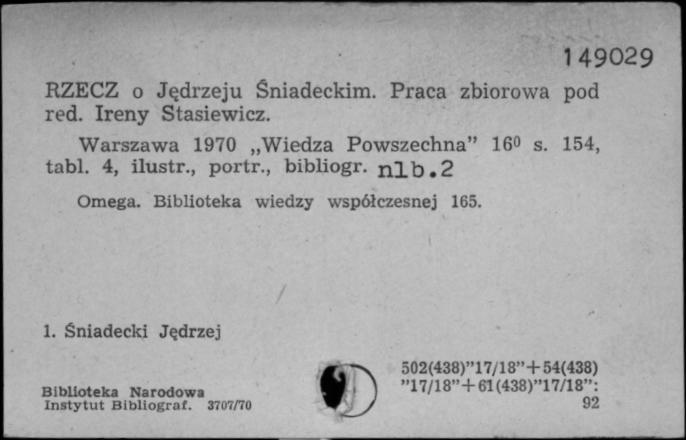 149029
RZECZ o Jędrzeju Śniadeckim. Praca zbiorowa pod
red. Ireny Stasiewicz.
Warszawa 1970 „Wiedza Powszechna” 16⁰ s. 154,
tabl. 4, ilustr., portr., bibliogr. nlb.2
Omega. Biblioteka wiedzy współczesnej 165.
1. Śniadecki Jędrzej
502(438)”17/18”+54(438)
”17/18”+61(438)”17/18”:
92
Biblioteka Narodowa
Instytut Bibliograf. 3707/70